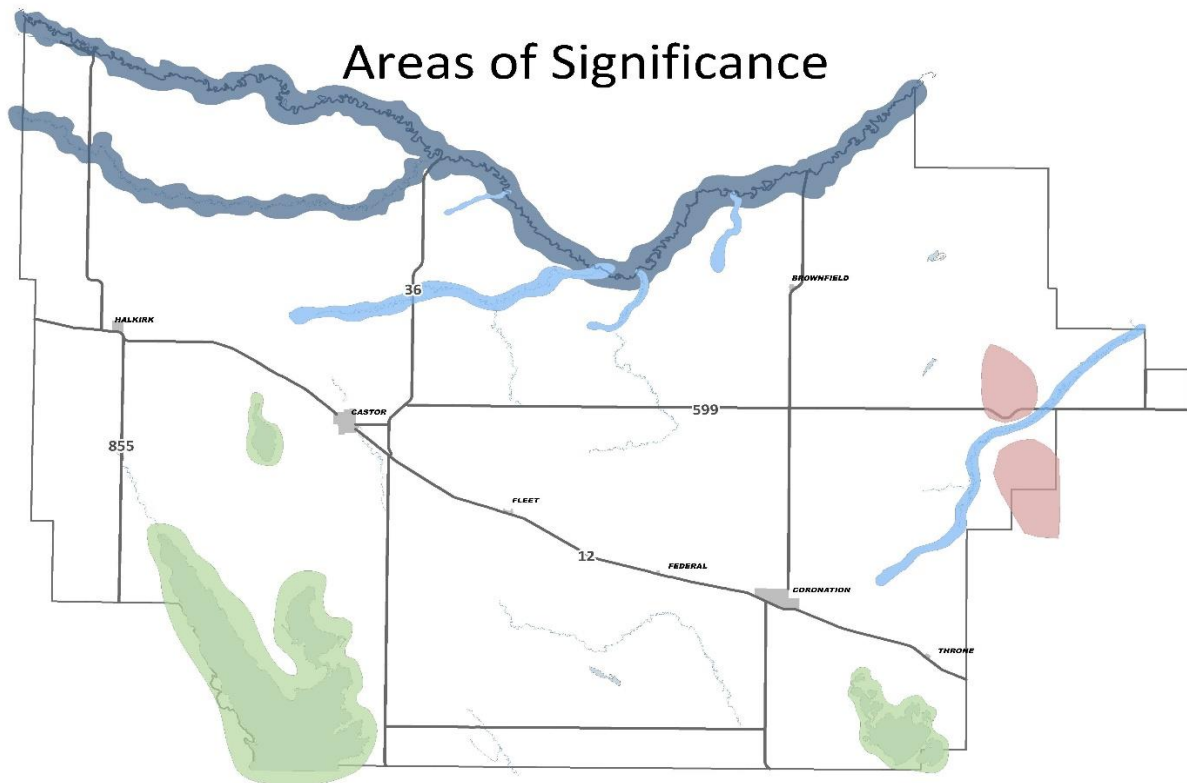 Areas of Significance
BROWNFIELD
36
HALKIRK
CASTOR
599
855
FLEET
12
FEDERAL
CORONATION
THRONE